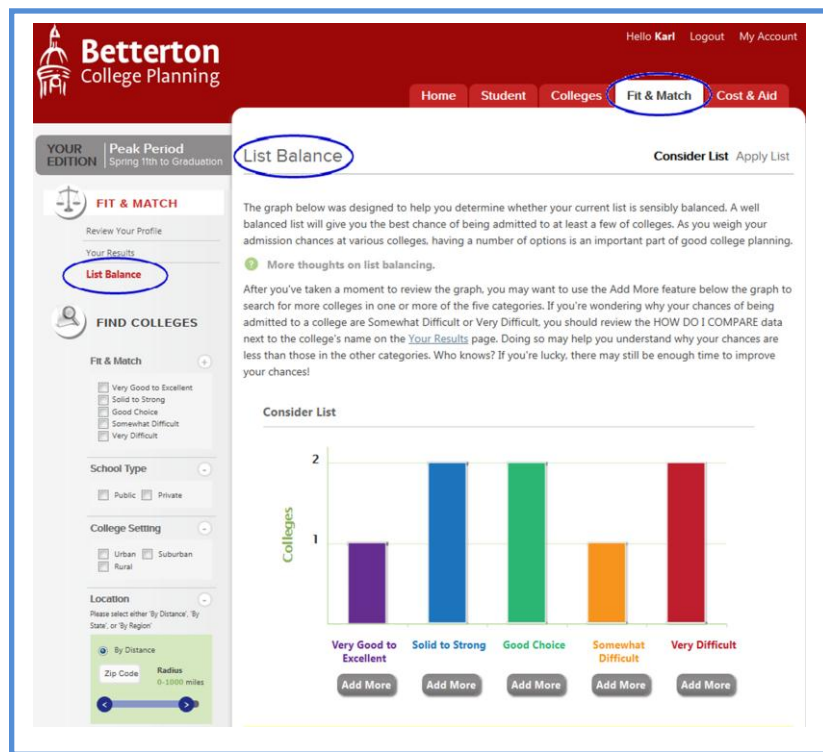 Hello Karl Logout My Account
Betterton
College Planning
Home Student Colleges Fit & Match Cost & Aid
YOUR EDITION Peak Period
Spring 11th to Graduation
FIT & MATCH
Review Your Profile
Your Results
List Balance
FIND COLLEGES
Fit & Match +
Very Good to Excellent
Solid to Strong
Good Choice
Somewhat Difficult
Very Difficult
School Type -
Public Private
College Setting -
Urban Suburban
Rural
Location -
Please select either 'By Distance', 'By
State', or 'By Region'
By Distance
Zip Code Radius
0-1000 miles
List Balance
Consider List Apply List
The graph below was designed to help you determine whether your current list is sensibly balanced. A well
balanced list will give you the best chance of being admitted to at least a few of colleges. As you weigh your
admission chances at various colleges, having a number of options is an important part of good college planning.
? More thoughts on list balancing.
After you've taken a moment to review the graph, you may want to use the Add More feature below the graph to
search for more colleges in one or more of the five categories. If you're wondering why your chances of being
admitted to a college are Somewhat Difficult or Very Difficult, you should review the HOW DO I COMPARE data
next to the college's name on the Your Results page. Doing so may help you understand why your chances are
less than those in the other categories. Who knows? If you're lucky, there may still be enough time to improve
your chances!
Consider List
2
1
Colleges
Very Good to
Excellent
Solid to Strong
Good Choice
Somewhat
Difficult
Very Difficult
Add More Add More Add More Add More Add More